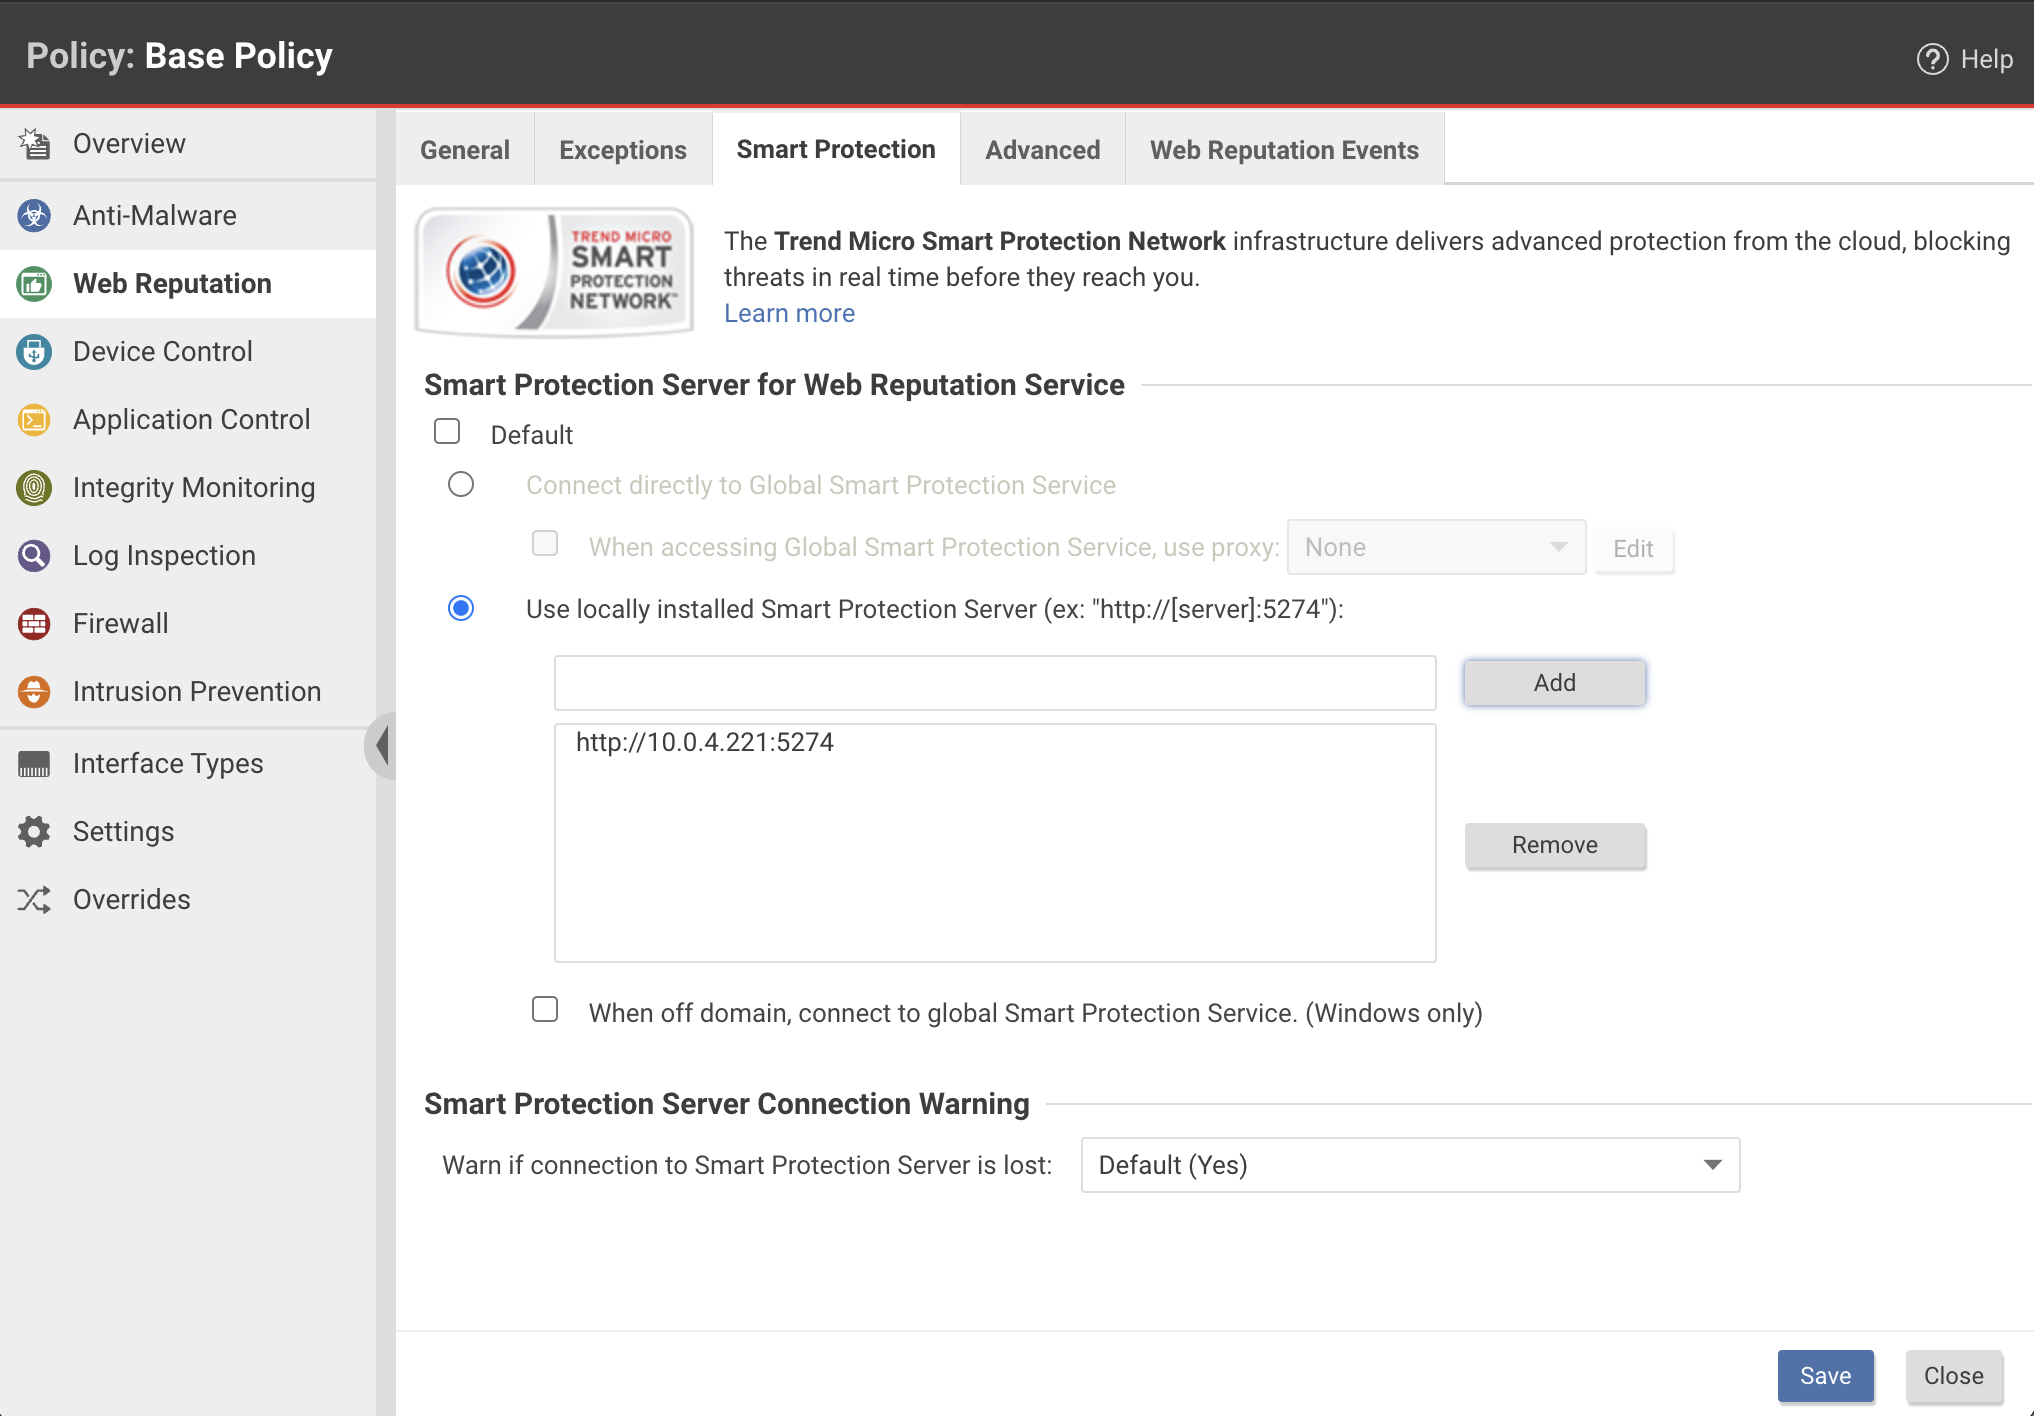 Policy: Base Policy
Help
Overview
Anti-Malware
Web Reputation
Device Control
Application Control
Integrity Monitoring
Log Inspection
Firewall
Intrusion Prevention
Interface Types
Settings
Overrides
General
Exceptions
Smart Protection
Advanced
Web Reputation Events
TREND MICRO
SMART
PROTECTION
NETWORK™
The Trend Micro Smart Protection Network infrastructure delivers advanced protection from the cloud, blocking
threats in real time before they reach you.
Learn more
Smart Protection Server for Web Reputation Service
Default
Connect directly to Global Smart Protection Service
When accessing Global Smart Protection Service, use proxy: None Edit
Use locally installed Smart Protection Server (ex: "http://[server]:5274"):
Add
http://10.0.4.221:5274
Remove
When off domain, connect to global Smart Protection Service. (Windows only)
Smart Protection Server Connection Warning
Warn if connection to Smart Protection Server is lost: Default (Yes)
Save
Close